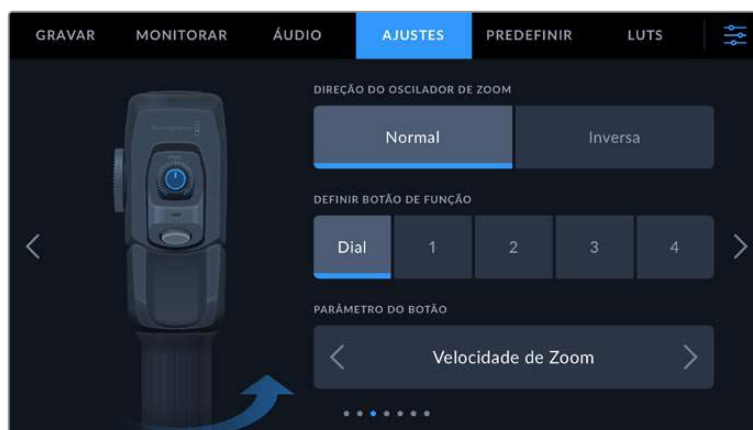 GRAVAR MONITORAR ÁUDIO AJUSTES PREDEFINIR LUTS
DIREÇÃO DO OSCILADOR DE ZOOM
Normal Inversa
DEFINIR BOTÃO DE FUNÇÃO
Dial 1 2 3 4
PARÂMETRO DO BOTÃO
Velocidade de Zoom